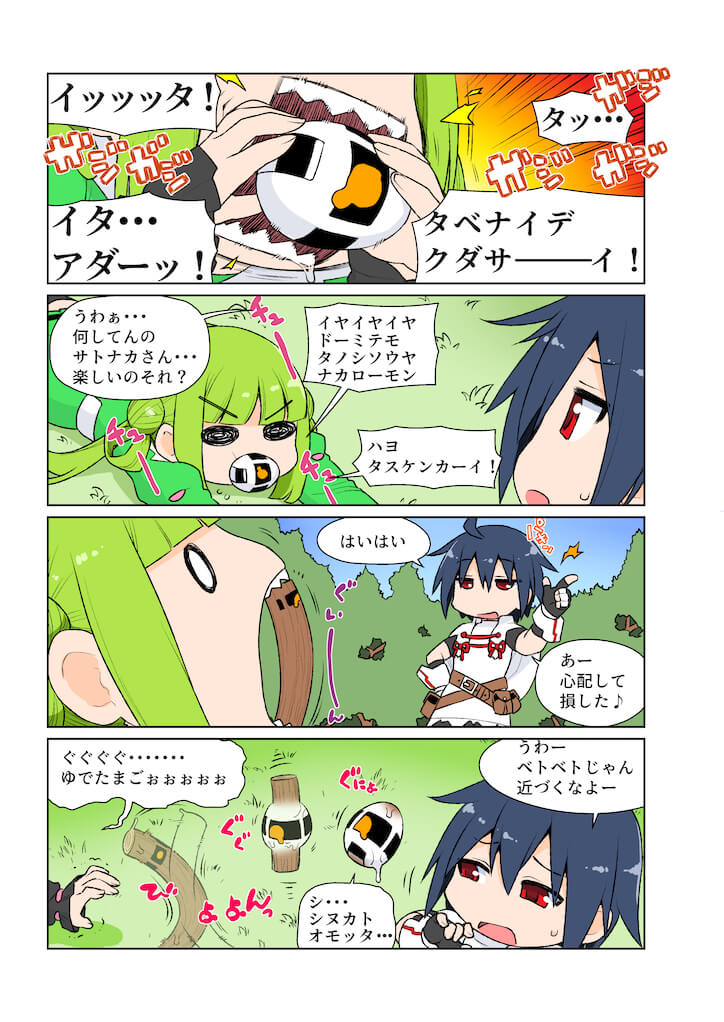 タッ・・・
ガジ
ガジ
ガジ
タベナイデ
クダサ―――イ！
イッッッタ！
ガジ
ガジ
イタ・・・
アダーッ！
イヤイヤイヤ
ドーミテモ
タノシソウヤ
ナカローモン
ハヨ
タスケンカーイ！
うわぁ・・・
何してんの
サトナカさん・・・
楽しいのそれ？
チュー
チュー
チュー
はいはい
あー
心配して
損した♪
ぐい
ーん
うわー
ベトベトじゃん
近づくなよー
ぐにょ
シ・・・
シヌカト
オモッタ・・・
ぐぐ
ぐぐぐぐ・・・・・・・
ゆでたまごぉぉぉぉぉ
びよよんっ